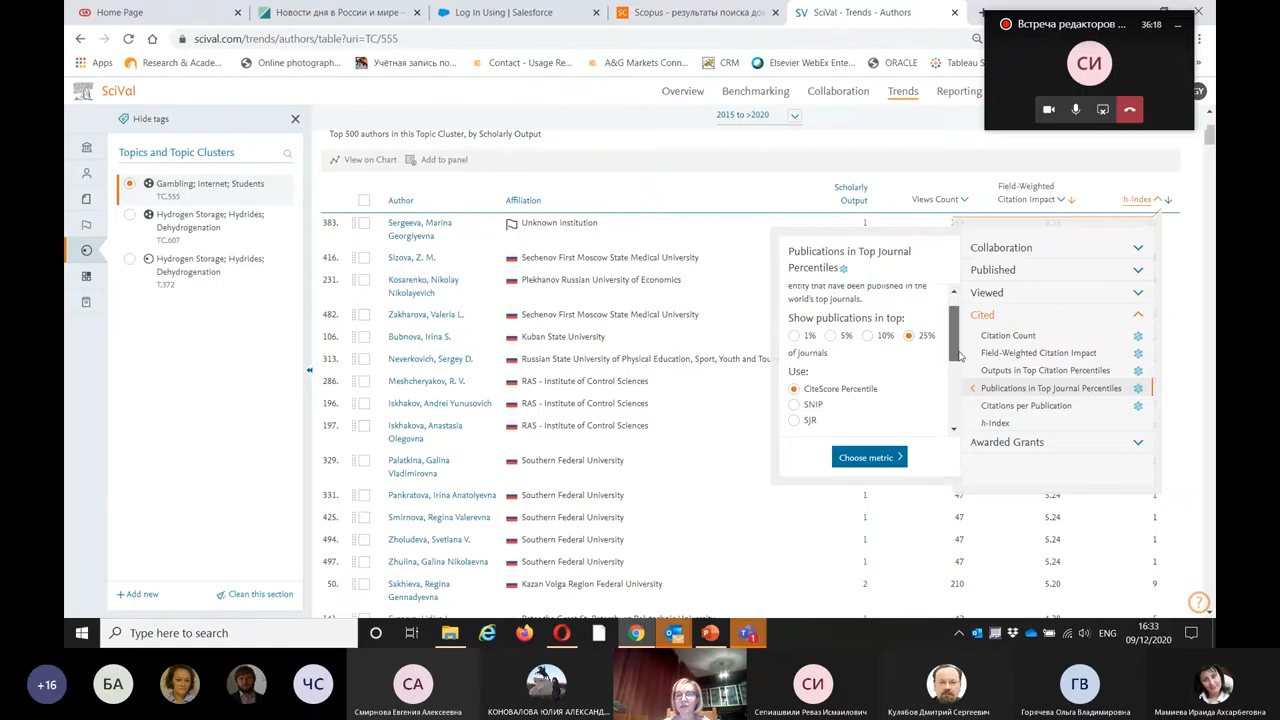 Change Password
Новости дня в России и мире –
Log In Using | Salesforce
Scopus - результаты поиска до
SciVal - Trends - Authors
scival.com/trends/
/table?uri=TC/555
Apps
Research & Acade...
Online photograph...
Учётная запись по...
Contact - Usage Re...
A&G Markets Conn...
CRM
Elsevier WebEx Ente...
ORACLE
Tableau
Встреча редакторов ...
36:18
СИ
SciVal
Overview
Benchmarking
Collaboration
Trends
Reporting
Hide tags
2015 to >2020
Top 500 authors in this Topic Cluster, by Scholarly Output
Topics and Topic Clusters
View on Chart
Add to panel
Gambling; Internet; Students
TC.555
Hydrogen Storage; Hydrides;
Dehydrogenation
TC.607
Hydrogen Storage; Hydrides;
Dehydrogenation
T.372
Author
Affiliation
Scholarly
Output
Views Count
Field-Weighted
Citation Impact
h-Index
383. Sergeeva, Marina
Georgiyevna
Unknown Institution
416. Sizova, Z. M.
Sechenov First Moscow State Medical University
231. Kosarenko, Nikolay
Nikolayevich
Plekhanov Russian University of Economics
482. Zakharova, Valeria L.
Sechenov First Moscow State Medical University
106. Bubnova, Irina S.
Kuban State University
313. Neverkovich, Sergey D.
Russian State University of Physical Education, Sport, Youth and Tou
286. Meshcheryakov, R. V.
RAS - Institute of Control Sciences
196. Iskhakov, Andrei Yunusovich
RAS - Institute of Control Sciences
197. Iskhakova, Anastasia
Olegovna
RAS - Institute of Control Sciences
329. Palatkina, Galina
Vladimirovna
Southern Federal University
331. Pankratova, Irina Anatolyevna
Southern Federal University
1 47 5.24 1
425. Smirnova, Regina Valerevna
Southern Federal University
1 47 5.24 1
494. Zholudeva, Svetlana V.
Southern Federal University
1 47 5.24 1
497. Zhulina, Galina Nikolaevna
Southern Federal University
1 47 5.24 1
50. Sakhieva, Regina
Gennadyevna
Kazan Volga Region Federal University
2 210 5.20 9
Publications in Top Journal
Percentiles
entity that have been published in the
world's top journals.
Show publications in top:
1% 5% 10% 25%
of journals
Use:
CiteScore Percentile
SNIP
SJR
Choose metric
Collaboration
Published
Viewed
Cited
Citation Count
Field-Weighted Citation Impact
Outputs in Top Citation Percentiles
Publications in Top Journal Percentiles
Citations per Publication
h-Index
Awarded Grants
+ Add new
Clean this section
?
Type here to search
ENG
16:33
09/12/2020
+16
БА
ЧС
СА
Смирнова Евгения Алексеевна
КОНОВАЛОВА ЮЛИЯ АЛЕКСАНД...
СИ
Сепиашвили Реваз Исмаилович
Кулябов Дмитрий Сергеевич
ГВ
Горячева Ольга Владимировна
Мамиева Ираида Ахсарбеговна